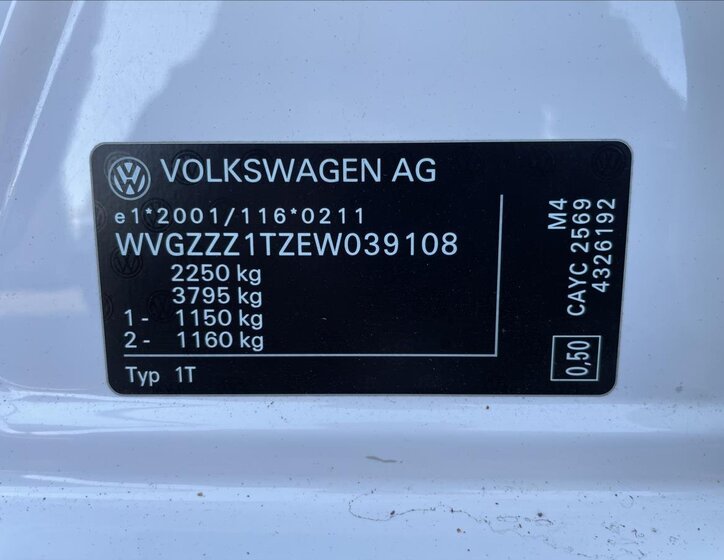 VOLKSWAGEN AG
e1*2001/116*0211
WVGZZZ1TZEW039108
2250 kg
3795 kg
1 - 1150 kg
2 - 1160 kg
Typ 1T
M4
CAYC 2569
4326192
0,50